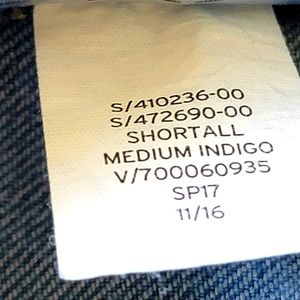 S/410236-00
S/472690-00
SHORTALL
MEDIUM INDIGO
V/700060935
SP17
11/16